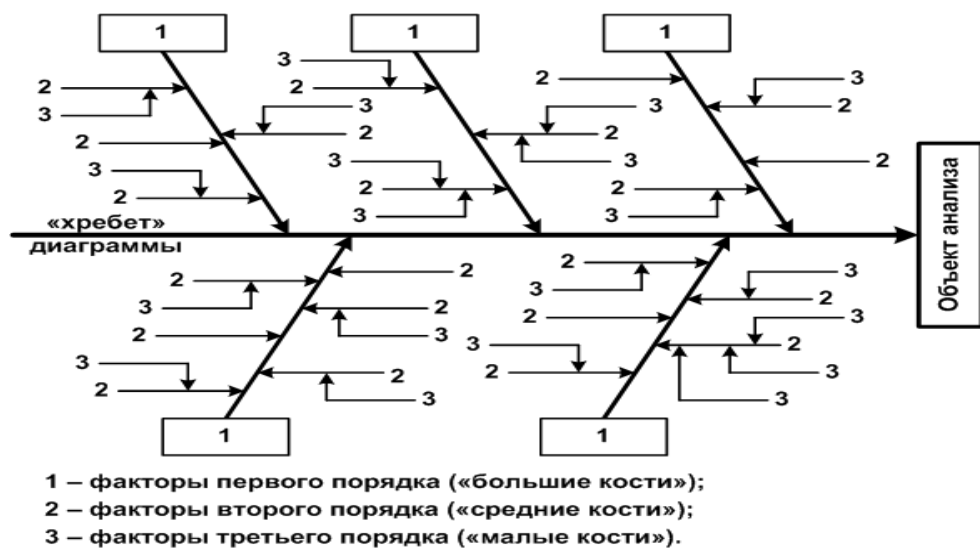 1 1 1
3
2 2 3
2
3 2
3 3
2 2 2
3 3
3 2
2 2 2
3 3
«хребет»
диаграммы
Объект анализа
2 2 3
2
3 3 2
2 2 3
2 3
3 3 2
2 2 3
2
3 3
1 1
1 – факторы первого порядка («большие кости»);
2 – факторы второго порядка («средние кости»);
3 – факторы третьего порядка («малые кости»).